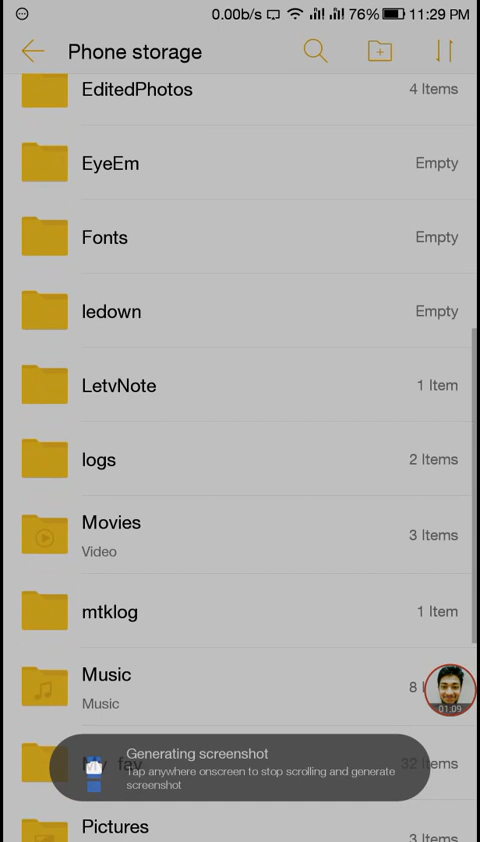 0.00b/s 76% 11:29 PM
Phone storage
EditedPhotos 4 Items
EyeEm Empty
Fonts Empty
ledown Empty
LetvNote 1 Item
logs 2 Items
Movies
Video
3 Items
mtklog 1 Item
Music
Music
8
01:09
Generating screenshot
Tap anywhere onscreen to stop scrolling and generate
screenshot
My fav 32 Items
Pictures
3 Items